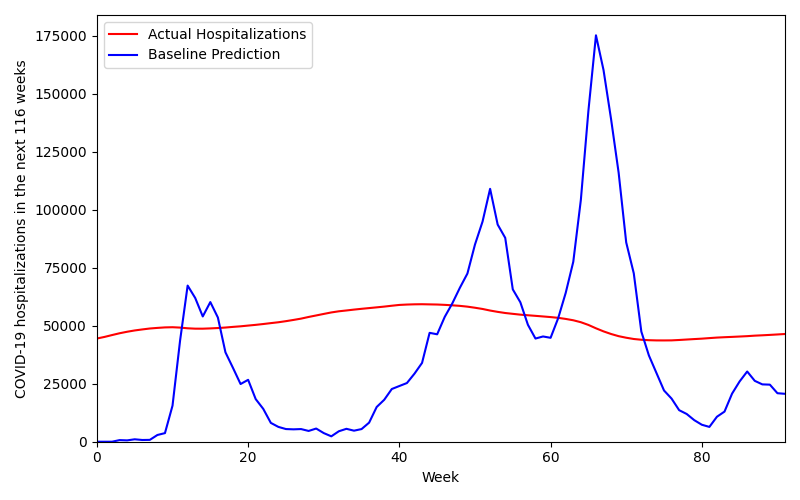 Actual Hospitalizations
Baseline Prediction
COVID-19 hospitalizations in the next 116 weeks
175000
150000
125000
100000
75000
50000
25000
0
0 20 40 60 80
Week